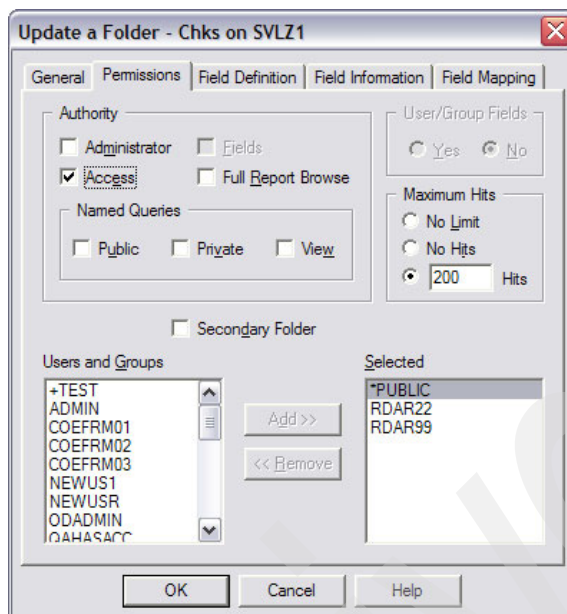 Update a Folder - Chks on SVLZ1
General Permissions Field Definition Field Information Field Mapping
Authority
Administrator Fields
Access Full Report Browse
Named Queries
Public Private View
User/Group Fields
Yes No
Maximum Hits
No Limit
No Hits
200 Hits
Secondary Folder
Users and Groups
+TEST
ADMIN
COEFRM01
COEFRM02
COEFRM03
NEWUS1
NEWUSR
ODADMIN
QAHASACC
Add >>
<< Remove
Selected
*PUBLIC
RDAR22
RDAR99
OK Cancel Help